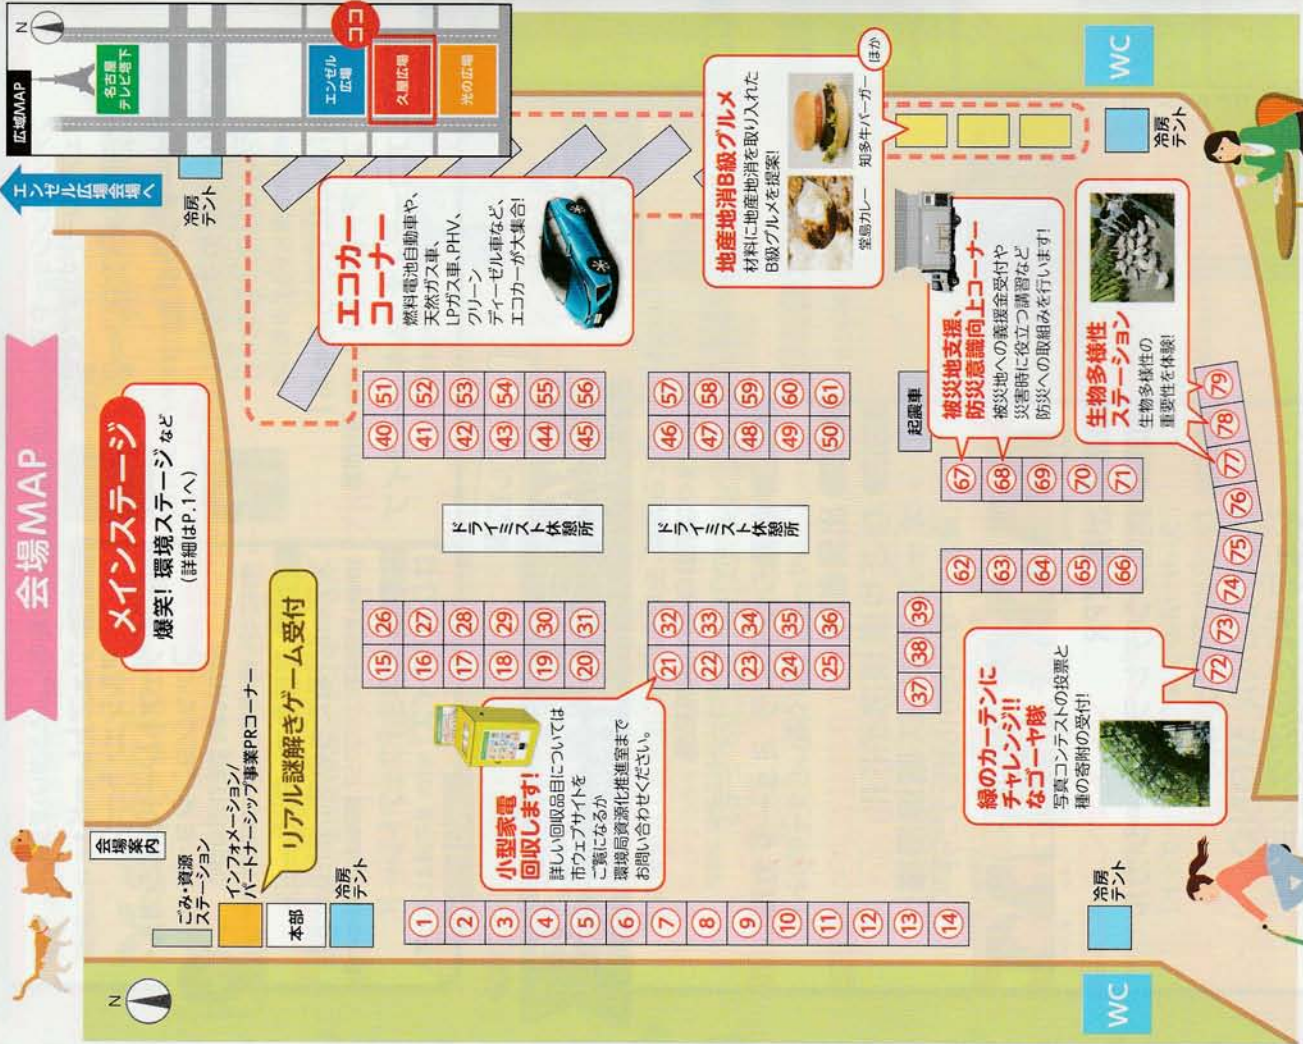 会場MAP
広域MAP
N
名古屋
テレビ塔下
エンゼル
広場
ココ
久屋広場
光の広場
エンゼル広場会場へ
メインステージ
爆笑! 環境ステージ など
(詳細はP.1へ)
N
会場案内
ごみ・資源
ステーション
インフォメーション/
パートナーシップ事業PRコーナー
リアル謎解きゲーム受付
本部
冷房
テント
冷房
テント
エコカー
コーナー
燃料電池自動車や、
天然ガス車、
LPガス車、PHV、
クリーン
ディーゼル車など、
エコカーが大集合!
1
2
3
4
5
6
7
8
9
10
11
12
13
14
小型家電
回収します!
詳しい回収品目については
市ウェブサイトを
ご覧になるか
環境局資源化推進室まで
お問い合わせください。
15 26
16 27
17 28
18 29
19 30
20 31
21 32
22 33
23 34
24 35
25 36
ドライミスト休憩所
ドライミスト休憩所
40 51
41 52
42 53
43 54
44 55
45 56
46 57
47 58
48 59
49 60
50 61
37 38 39
62
63
64
65
66
67
68
69
70
71
72 73 74 75 76 77 78 79
起震車
地産地消B級グルメ
材料に地産地消を取り入れた
B級グルメを提案!
堂島カレー
知多牛バーガー
ほか
被災地支援、
防災意識向上コーナー
被災地への義援金受付や
災害時に役立つ講習など
防災への取組みを行います!
生物多様性
ステーション
生物多様性の
重要性を体験!
緑のカーテンに
チャレンジ!!
なゴーヤ隊
写真コンテストの投票と
種の寄附の受付!
冷房
テント
WC
冷房
テント
WC